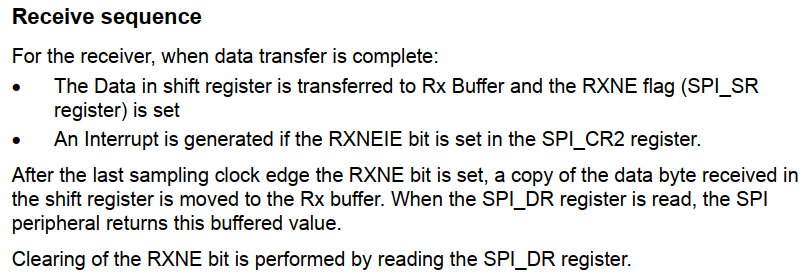 Receive sequence
For the receiver, when data transfer is complete:
• The Data in shift register is transferred to Rx Buffer and the RXNE flag (SPI_SR
register) is set
• An Interrupt is generated if the RXNEIE bit is set in the SPI_CR2 register.
After the last sampling clock edge the RXNE bit is set, a copy of the data byte received in
the shift register is moved to the Rx buffer. When the SPI_DR register is read, the SPI
peripheral returns this buffered value.
Clearing of the RXNE bit is performed by reading the SPI_DR register.